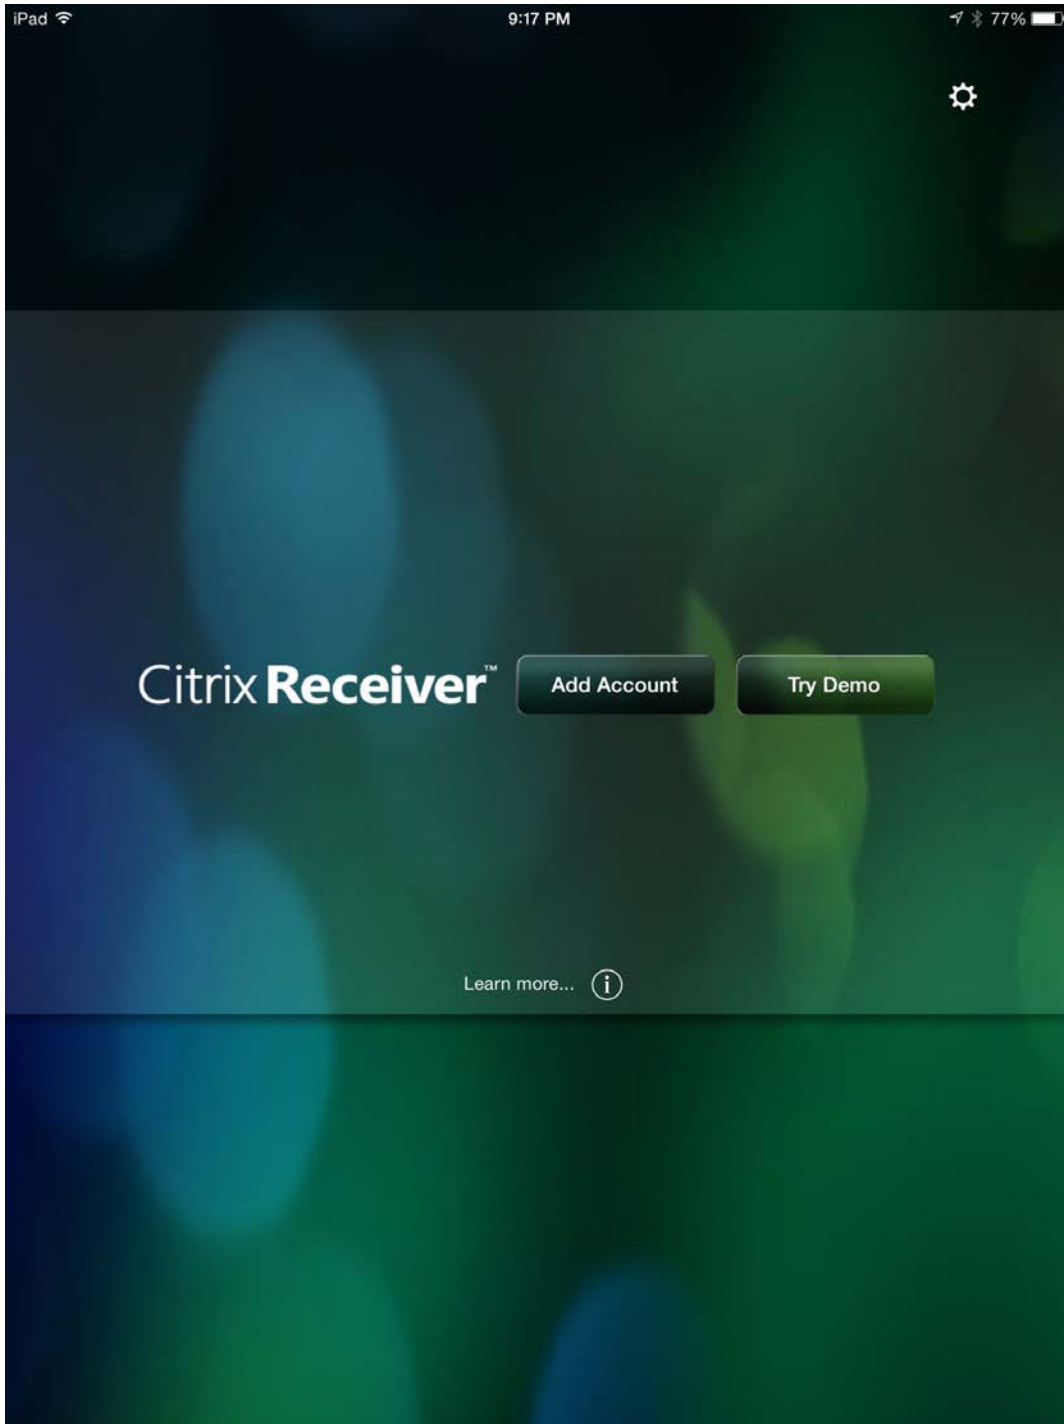 iPad 9:17 PM 77%
Citrix Receiver™ Add Account Try Demo
Learn more... i